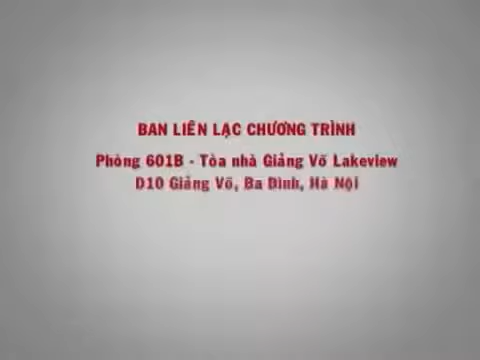 BAN LIÊN LẠC CHƯƠNG TRÌNH
Phòng 601B - Tòa nhà Giảng Võ Lakeview
D10 Giảng Võ, Ba Đình, Hà Nội